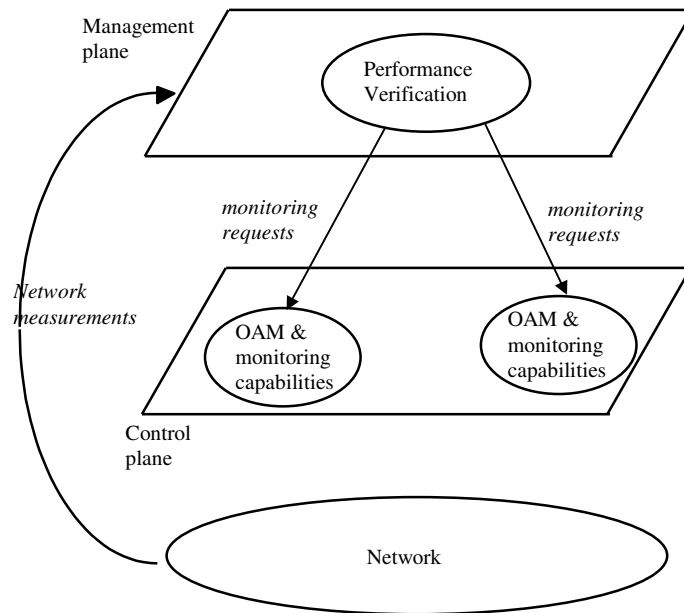 Management
plane
Performance
Verification
monitoring
requests
monitoring
requests
Network
measurements
OAM &
monitoring
capabilities
OAM &
monitoring
capabilities
Control
plane
Network